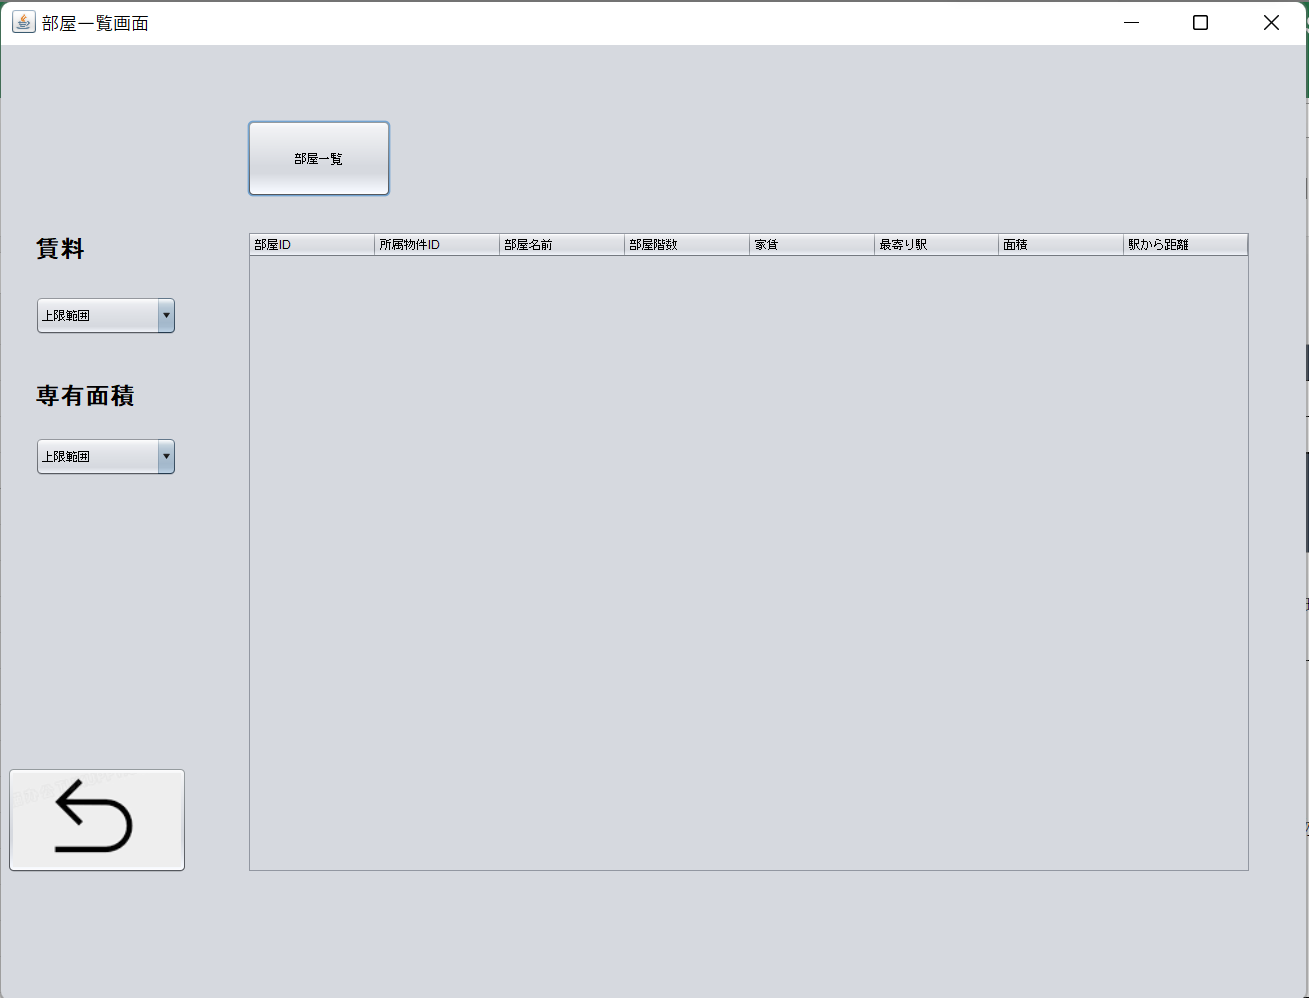 部屋一覧画面
部屋一覧
賃料
上限範囲
専有面積
上限範囲
部屋ID 所属物件ID 部屋名前 部屋階数 家賃 最寄り駅 面積 駅から距離